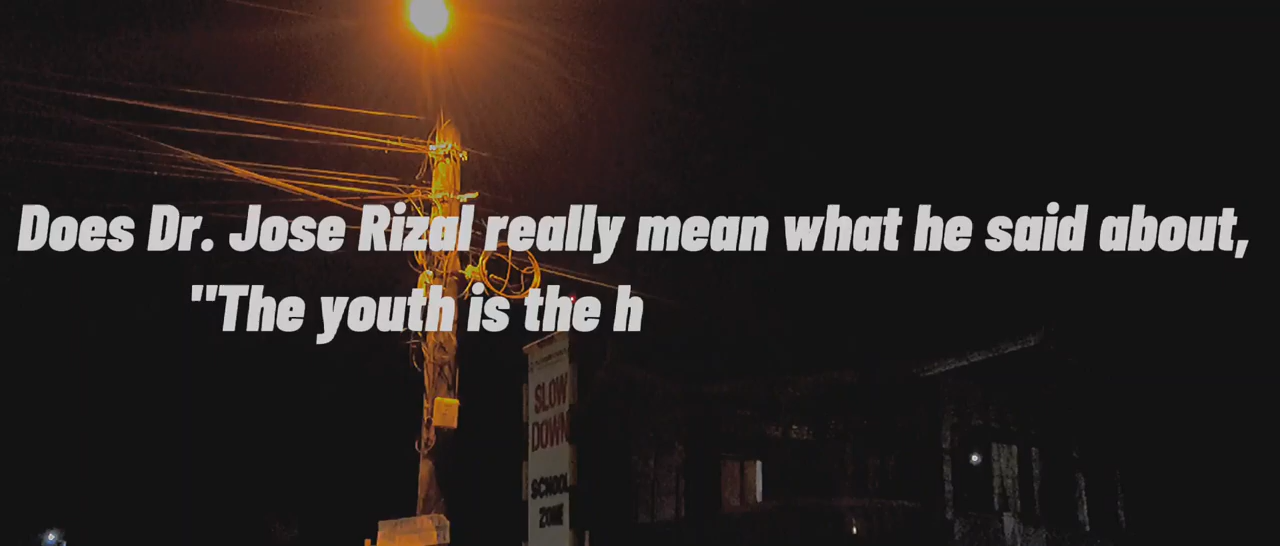 Does Dr. Jose Rizal really mean what he said about,
"The youth is the h
SLOW
DOWN
SCHOOL
ZONE